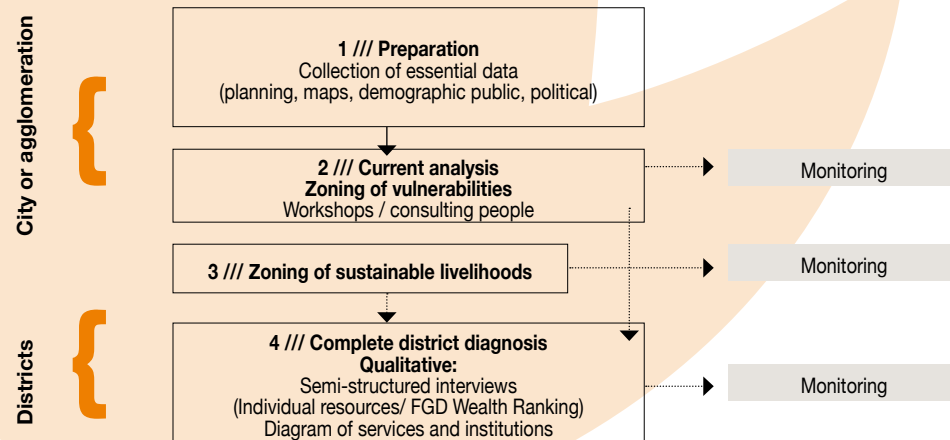 City or agglomeration
1 /// Preparation
Collection of essential data
(planning, maps, demographic public, political)
2 /// Current analysis
Zoning of vulnerabilities
Workshops / consulting people
Monitoring
3 /// Zoning of sustainable livelihoods
Monitoring
Districts
4 /// Complete district diagnosis
Qualitative:
Semi-structured interviews
(Individual resources/ FGD Wealth Ranking)
Diagram of services and institutions
Monitoring